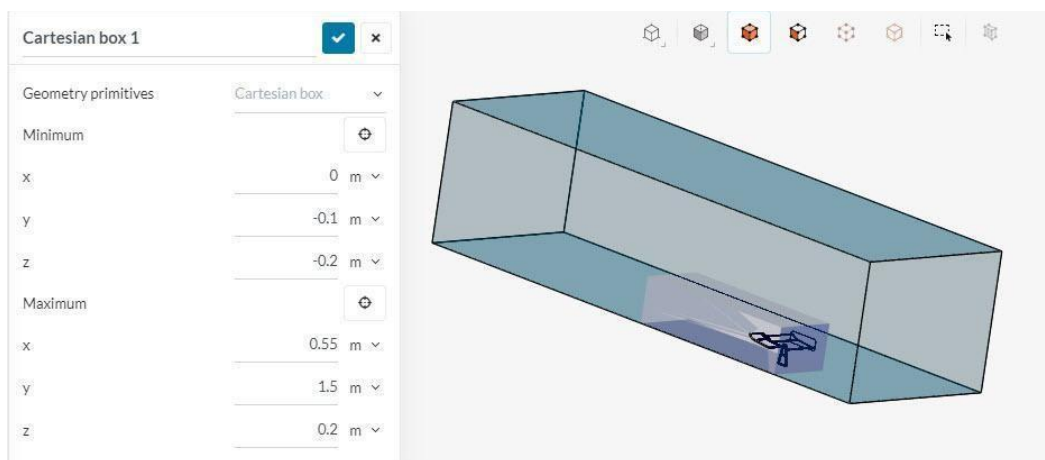 Cartesian box 1
Geometry primitives Cartesian box
Minimum
x 0 m
y -0.1 m
z -0.2 m
Maximum
x 0.55 m
y 1.5 m
z 0.2 m